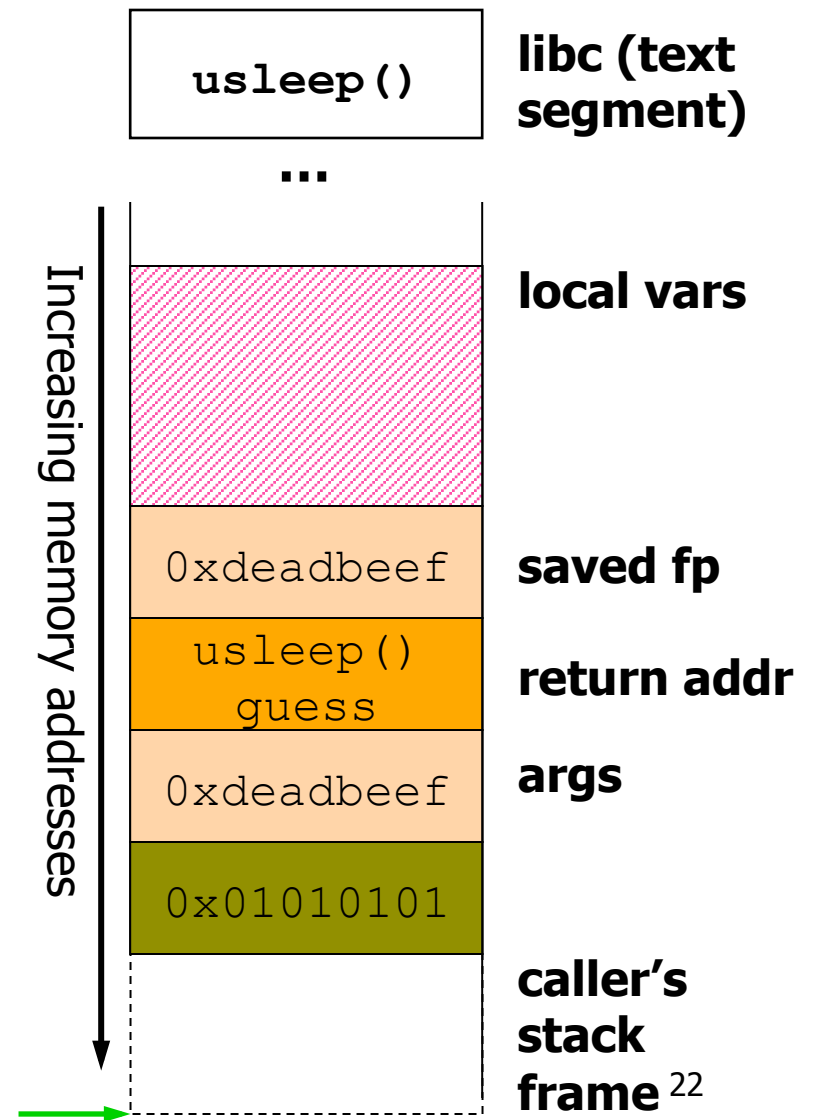 usleep()
libc (text
segment)
...
Increasing memory addresses
local vars
0xdeadbeef
saved fp
usleep()
guess
return addr
0xdeadbeef
args
0x01010101
caller’s
stack
frame 22